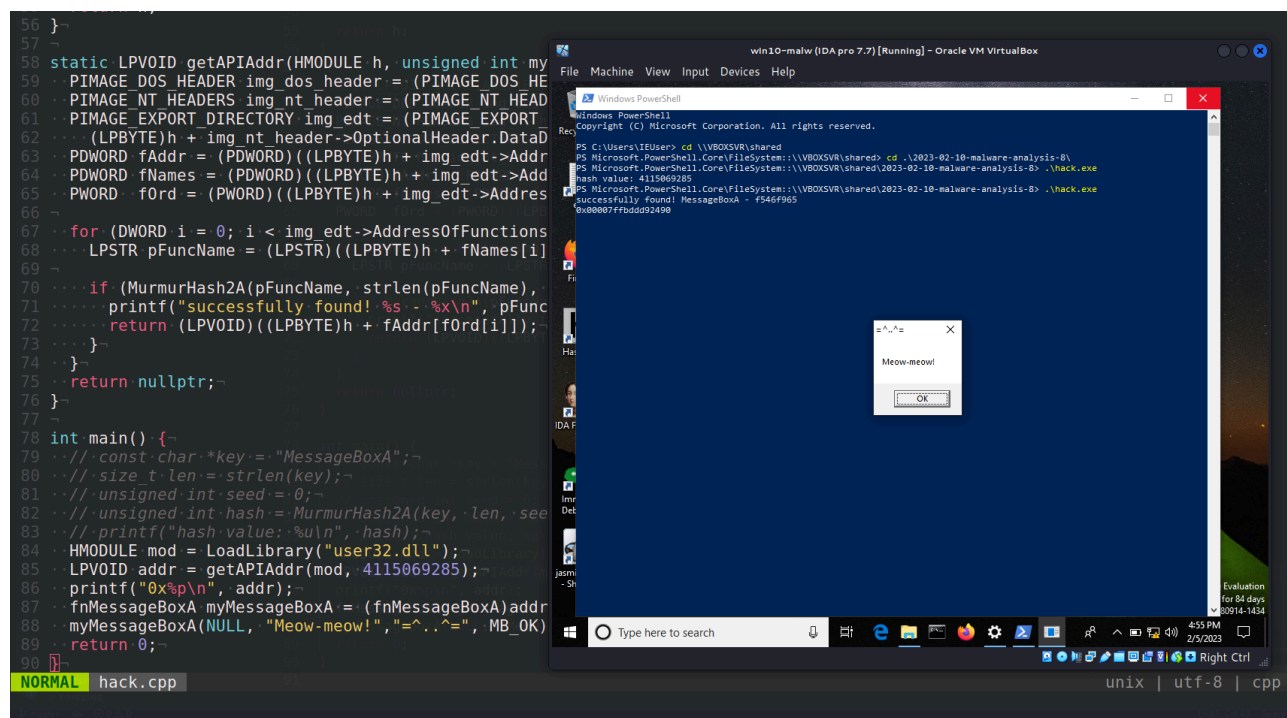 56 }¬
57 ¬
58 static·LPVOID·getAPIAddr(HMODULE·h,·unsigned·int·my
59 ··PIMAGE_DOS_HEADER·img_dos_header·=·(PIMAGE_DOS_HE
60 ··PIMAGE_NT_HEADERS·img_nt_header·=·(PIMAGE_NT_HEAD
61 ··PIMAGE_EXPORT_DIRECTORY·img_edt·=·(PIMAGE_EXPORT_
62 ····(LPBYTE)h·+·img_nt_header->OptionalHeader.DataD
63 ··PDWORD·fAddr·=·(PDWORD)((LPBYTE)h·+·img_edt->Addr
64 ··PDWORD·fNames·=·(PDWORD)((LPBYTE)h·+·img_edt->Add
65 ··PWORD··fOrd·=·(PWORD)((LPBYTE)h·+·img_edt->Addres
66 ¬
67 ··for·(DWORD·i·=·0;·i·<·img_edt->AddressOfFunctions
68 ····LPSTR·pFuncName·=·(LPSTR)((LPBYTE)h·+·fNames[i]
69 ¬
70 ····if·(MurmurHash2A(pFuncName,·strlen(pFuncName),
71 ······printf("successfully·found!·%s·-·%x\n",·pFunc
72 ······return·(LPVOID)((LPBYTE)h·+·fAddr[fOrd[i]]);¬
73 ····}¬
74 ··}¬
75 ··return·nullptr;¬
76 }¬
77 ¬
78 int·main()·{¬
79 ··//·const·char·*key·=·"MessageBoxA";¬
80 ··//·size_t·len·=·strlen(key);¬
81 ··//·unsigned·int·seed·=·0;¬
82 ··//·unsigned·int·hash·=·MurmurHash2A(key,·len,·see
83 ··//·printf("hash·value:·%u\n",·hash);¬
84 ··HMODULE·mod·=·LoadLibrary("user32.dll");¬
85 ··LPVOID·addr·=·getAPIAddr(mod,·4115069285);¬
86 ··printf("0x%p\n",·addr);¬
87 ··fnMessageBoxA·myMessageBoxA·=·(fnMessageBoxA)addr
88 ··myMessageBoxA(NULL,·"Meow-meow!","=^..^=",·MB_OK)
89 ··return·0;¬
90 }¬
NORMAL hack.cpp
unix | utf-8 | cpp
win10-malw (IDA pro 7.7) [Running] - Oracle VM VirtualBox
File Machine View Input Devices Help
Windows PowerShell
Windows PowerShell
Copyright (C) Microsoft Corporation. All rights reserved.
PS C:\Users\IEUser> cd \\VBOXSVR\shared
PS Microsoft.PowerShell.Core\FileSystem::\\VBOXSVR\shared> cd .\2023-02-10-malware-analysis-8\
PS Microsoft.PowerShell.Core\FileSystem::\\VBOXSVR\shared\2023-02-10-malware-analysis-8> .\hack.exe
hash value: 4115069285
PS Microsoft.PowerShell.Core\FileSystem::\\VBOXSVR\shared\2023-02-10-malware-analysis-8> .\hack.exe
successfully found! MessageBoxA - f546f965
0x00007ffbddd92490
=^..^=
Meow-meow!
OK
Recy
Fi
Has
IDA F
Imr
Deb
jasmi
- Sh
Evaluation
for 84 days
80914-1434
Type here to search
4:55 PM
2/5/2023
Right Ctrl